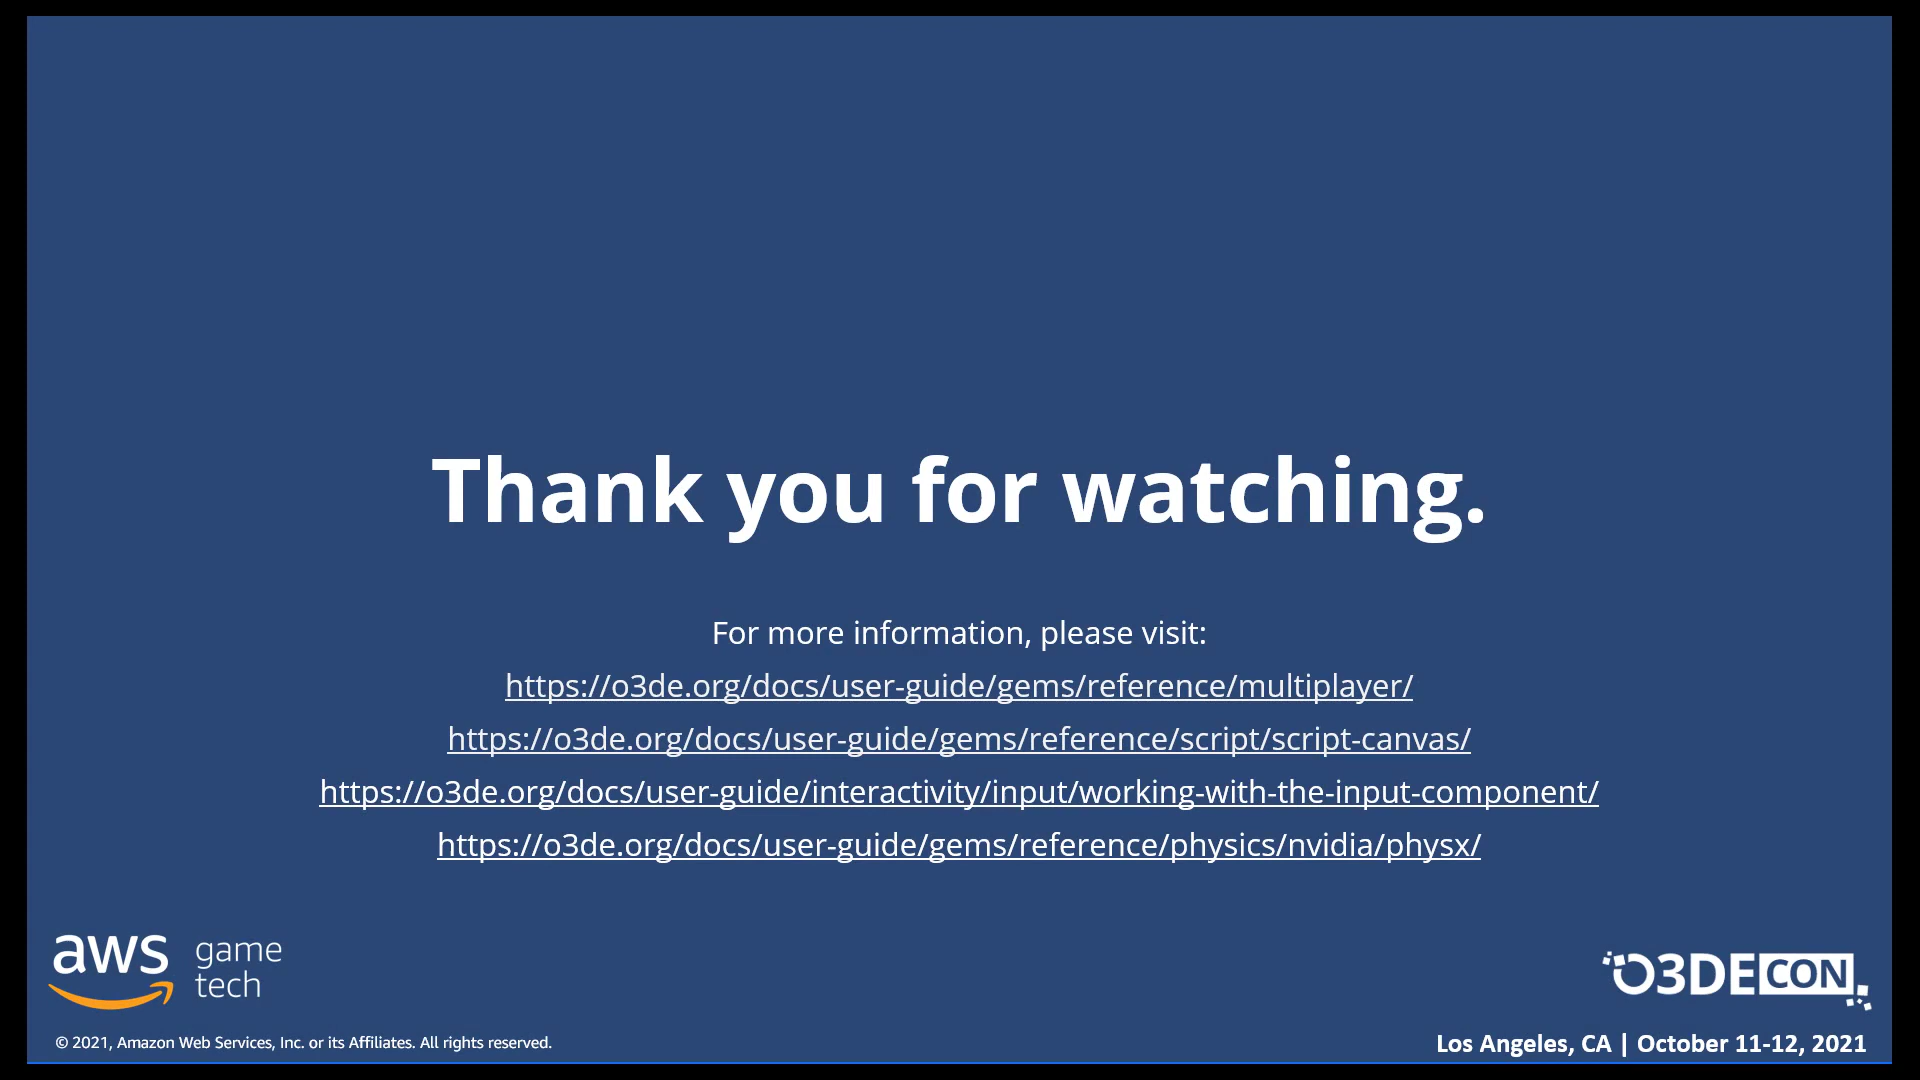 Thank you for watching.
For more information, please visit:
https://o3de.org/docs/user-guide/gems/reference/multiplayer/
https://o3de.org/docs/user-guide/gems/reference/script/script-canvas/
https://o3de.org/docs/user-guide/interactivity/input/working-with-the-input-component/
https://o3de.org/docs/user-guide/gems/reference/physics/nvidia/physx/
aws game
tech
O3DECON
© 2021, Amazon Web Services, Inc. or its Affiliates. All rights reserved.
Los Angeles, CA | October 11-12, 2021